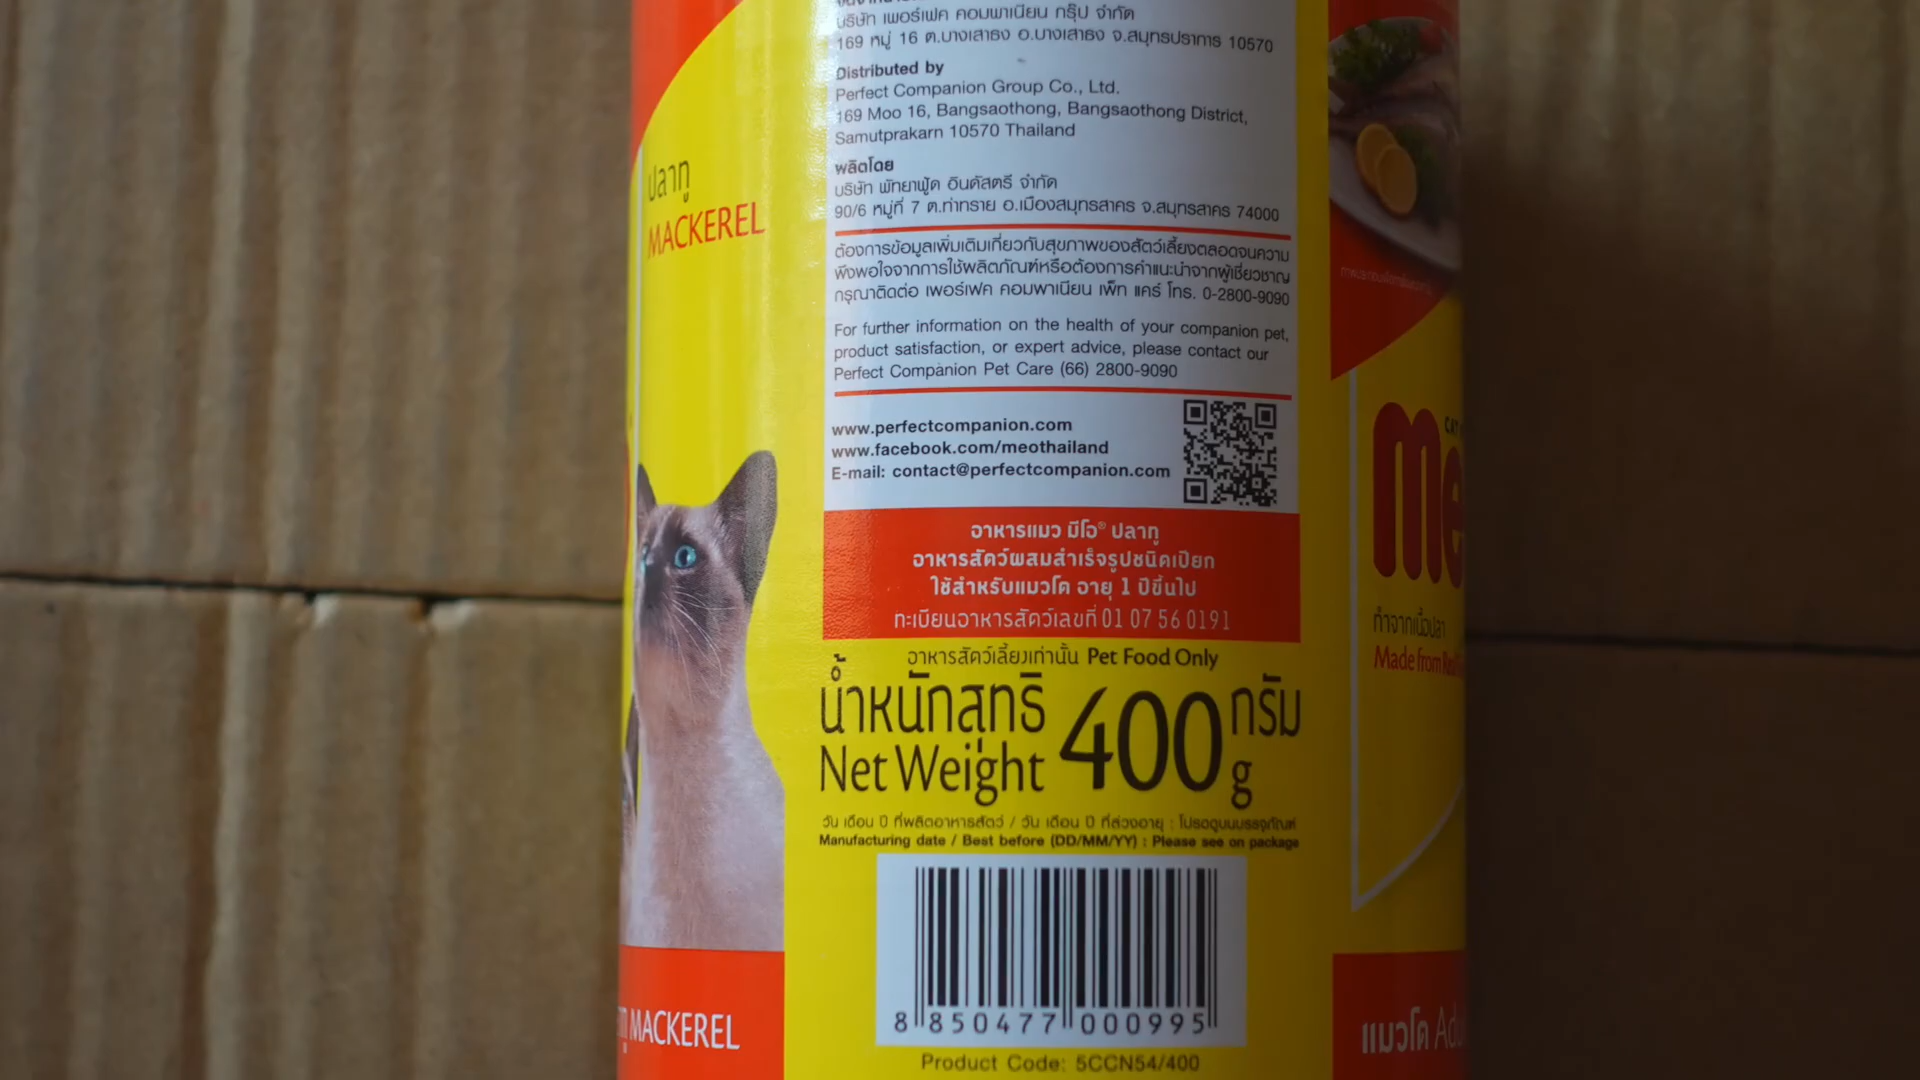 บริษัท เพอร์เฟค คอมพาเนียน กรุ๊ป จำกัด
169 หมู่ 16 ต.บางเสาธง อ.บางเสาธง จ.สมุทรปราการ 10570
Distributed by
Perfect Companion Group Co., Ltd.
169 Moo 16, Bangsaothong, Bangsaothong District,
Samutprakarn 10570 Thailand
ผลิตโดย
บริษัท พัทยาฟู้ด อินดัสตรี จำกัด
90/6 หมู่ที่ 7 ต.ท่าทราย อ.เมืองสมุทรสาคร จ.สมุทรสาคร 74000
ต้องการข้อมูลเพิ่มเติมเกี่ยวกับสุขภาพของสัตว์เลี้ยงตลอดจนความ
พึงพอใจจากการใช้ผลิตภัณฑ์หรือต้องการคำแนะนำจากผู้เชี่ยวชาญ
กรุณาติดต่อ เพอร์เฟค คอมพาเนียน เพ็ท แคร์ โทร. 0-2800-9090
For further information on the health of your companion pet,
product satisfaction, or expert advice, please contact our
Perfect Companion Pet Care (66) 2800-9090
www.perfectcompanion.com
www.facebook.com/meothailand
E-mail: contact@perfectcompanion.com
อาหารแมว มีโอ® ปลาทู
อาหารสัตว์ผสมสำเร็จรูปชนิดเปียก
ใช้สำหรับแมวโต อายุ 1 ปีขึ้นไป
ทะเบียนอาหารสัตว์เลขที่ 01 07 56 0191
อาหารสัตว์เลี้ยงเท่านั้น Pet Food Only
น้ำหนักสุทธิ 400 กรัม
Net Weight g
วัน เดือน ปี ที่ผลิตอาหารสัตว์ / วัน เดือน ปี ที่ล่วงอายุ : โปรดดูบนบรรจุภัณฑ์
Manufacturing date / Best before (DD/MM/YY) : Please see on package
8 850477 000995
Product Code: 5CCN54/400
ปลาทู
MACKEREL
MACKEREL
CAT
me
ทำจากเนื้อปลา
Made from Real
แมวโต Adu